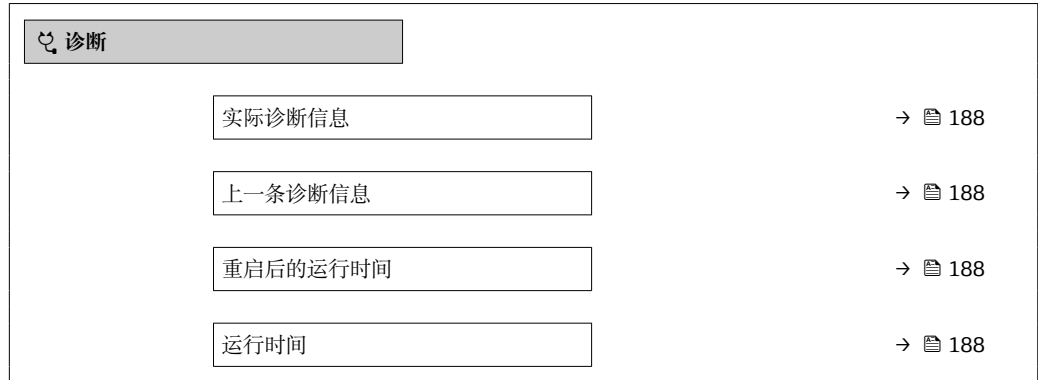 诊断
实际诊断信息 → 188
上一条诊断信息 → 188
重启后的运行时间 → 188
运行时间 → 188